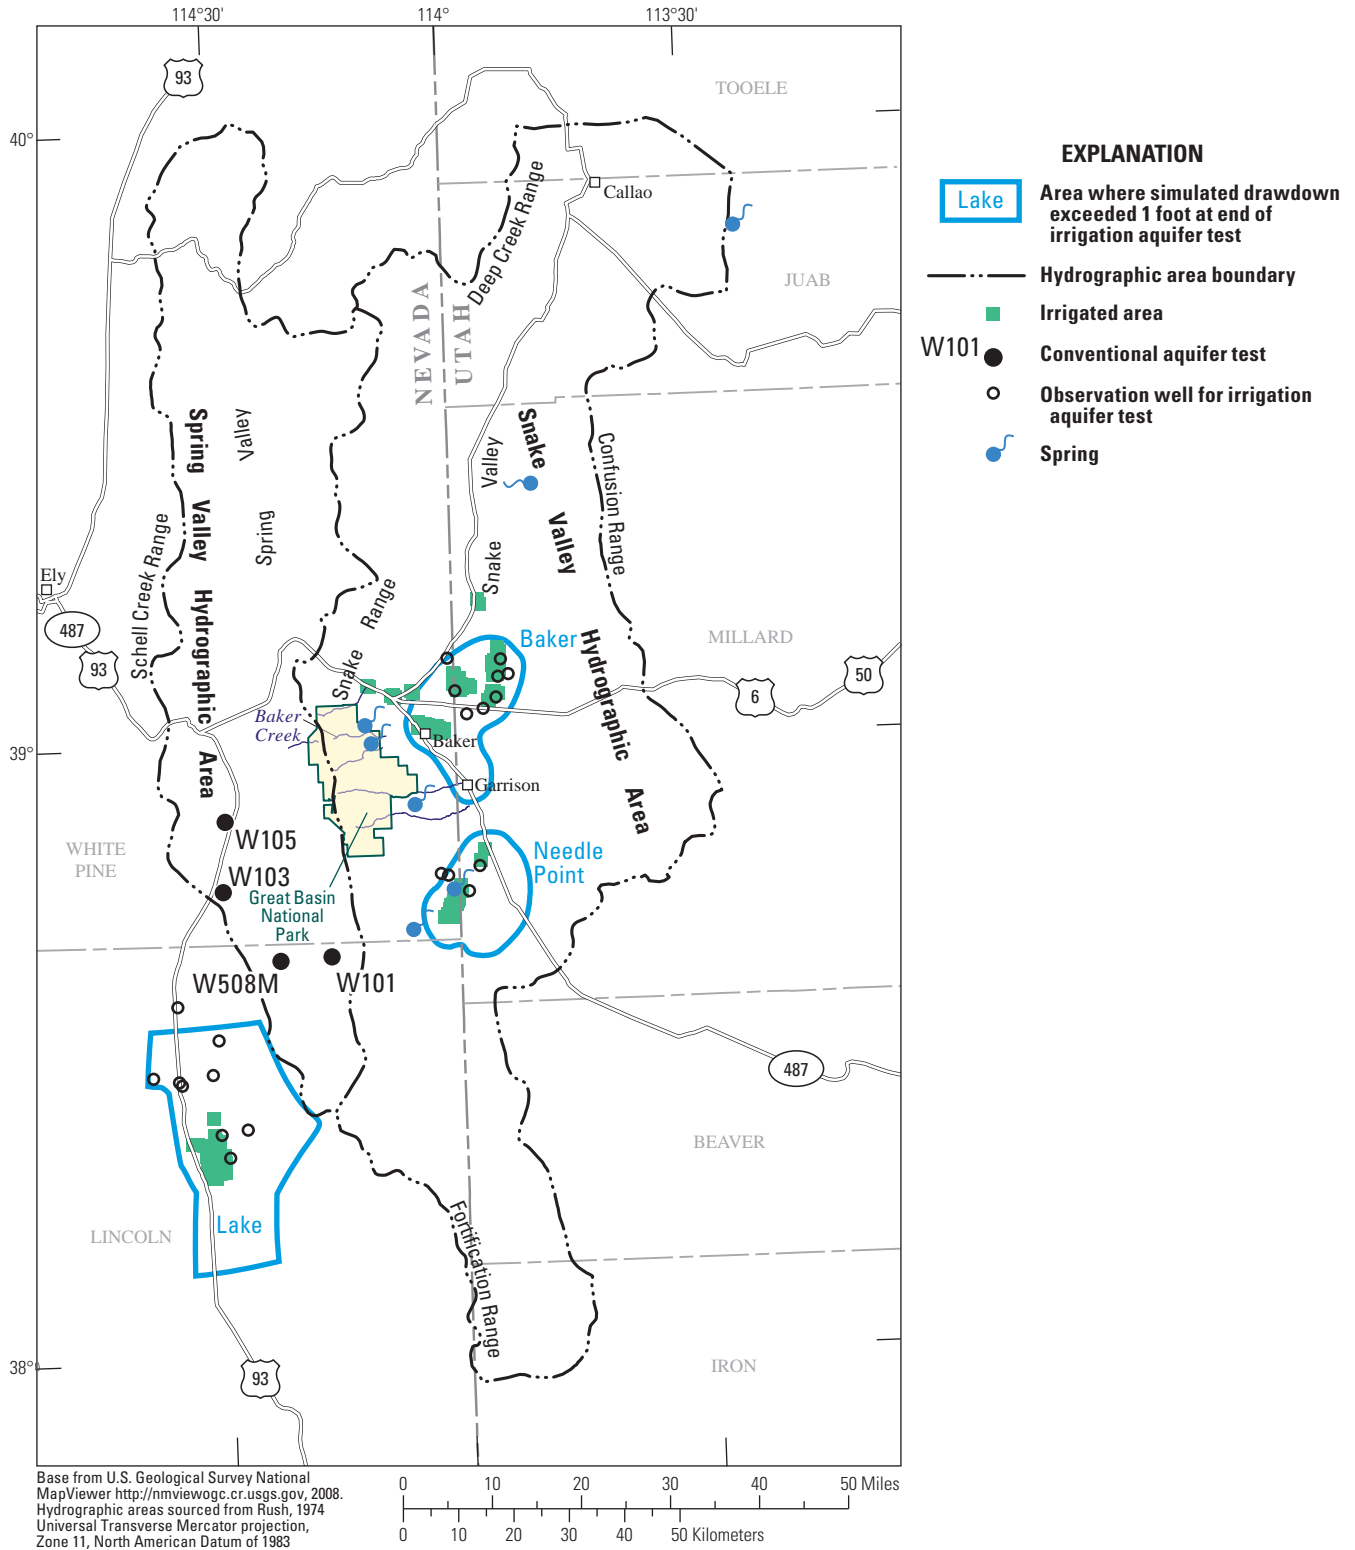 114°30'
114°
113°30'
93
TOOELE
40°
EXPLANATION
Callao
Deep Creek Range
Lake
Area where simulated drawdown
exceeded 1 foot at end of
irrigation aquifer test
JUAB
Hydrographic area boundary
NEVADA
UTAH
Irrigated area
W101
Conventional aquifer test
Observation well for irrigation
aquifer test
Spring
Spring Valley Hydrographic Area
Spring Valley
Snake Valley
Snake Valley Hydrographic Area
Confusion Range
Schell Creek Range
Ely
487
93
Snake Range
Baker
MILLARD
50
6
Baker
Creek
Baker
39°
Garrison
W105
WHITE
PINE
W103
Needle
Point
Great Basin
National
Park
W508M
W101
487
BEAVER
LINCOLN
Lake
Fortification Range
IRON
38°
93
Base from U.S. Geological Survey National
MapViewer http://nmviewogc.cr.usgs.gov, 2008.
Hydrographic areas sourced from Rush, 1974
Universal Transverse Mercator projection,
Zone 11, North American Datum of 1983
0 10 20 30 40 50 Miles
0 10 20 30 40 50 Kilometers